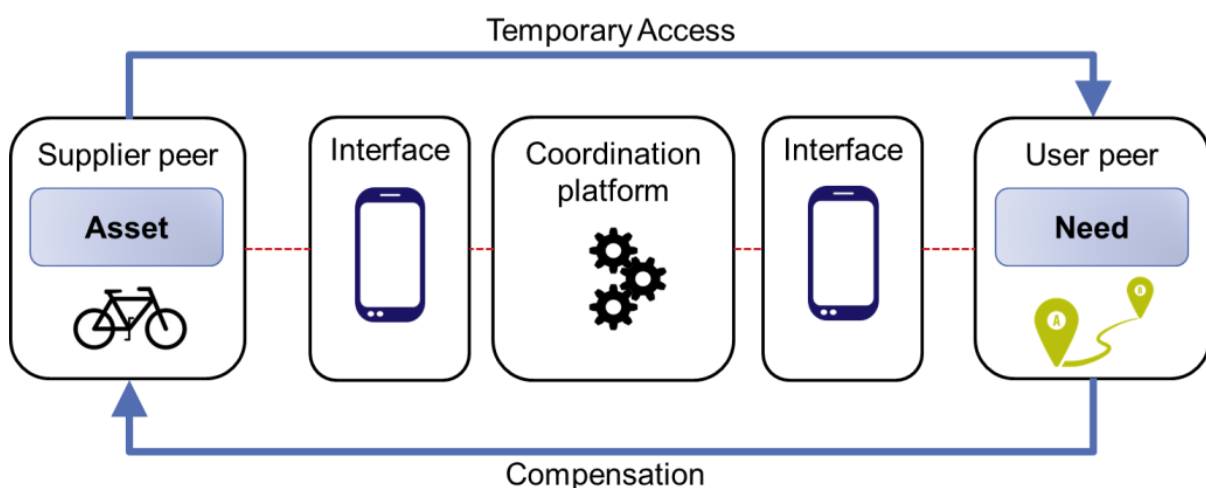 Temporary Access
Supplier peer
Asset
Interface
Coordination
platform
Interface
User peer
Need
A
B
Compensation